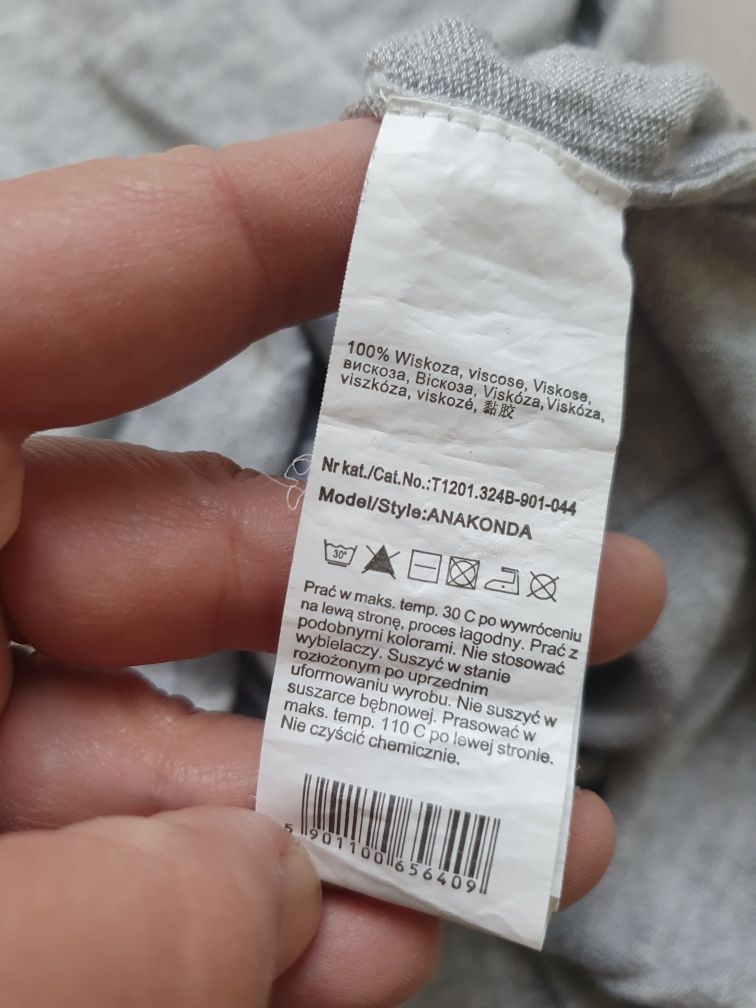 100% Wiskoza, viscose, Viskose,
вискоза, Віскоза, Viskóza, Viskóza,
viszkóza, viskozė, 黏胶
Nr kat./Cat.No.:T1201.324B-901-044
Model/Style:ANAKONDA
30°
Prać w maks. temp. 30 C po wywróceniu
na lewą stronę, proces łagodny. Prać z
podobnymi kolorami. Nie stosować
wybielaczy. Suszyć w stanie
rozłożonym po uprzednim
uformowaniu wyrobu. Nie suszyć w
suszarce bębnowej. Prasować w
maks. temp. 110 C po lewej stronie.
Nie czyścić chemicznie.
5 901100 656409